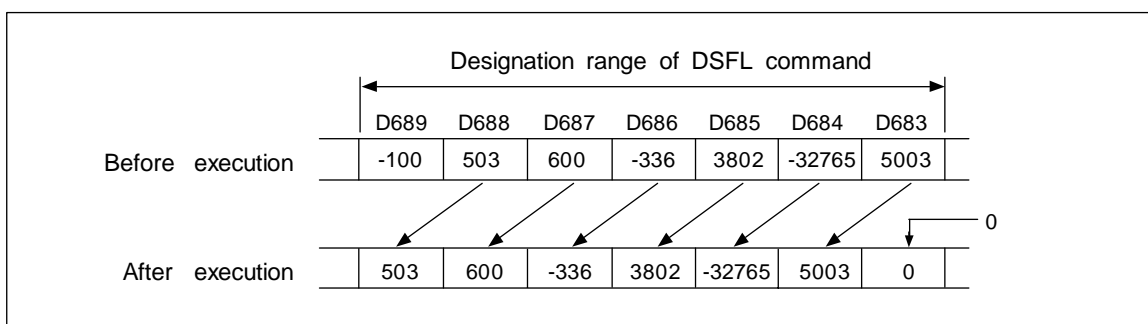 Designation range of DSFL command
D689 D688 D687 D686 D685 D684 D683
Before execution -100 503 600 -336 3802 -32765 5003
0
After execution 503 600 -336 3802 -32765 5003 0